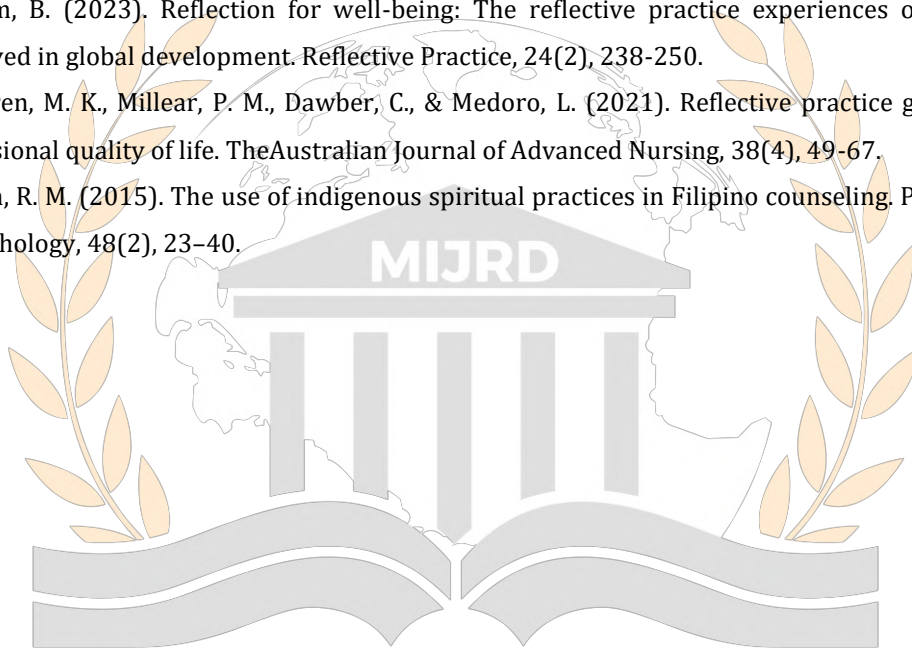 m, B. (2023). Reflection for well-being: The reflective practice experiences o
ved in global development. Reflective Practice, 24(2), 238-250.
ren, M. K., Millear, P. M., Dawber, C., & Medoro, L. (2021). Reflective practice g
sional quality of life. TheAustralian Journal of Advanced Nursing, 38(4), 49-67.
, R. M. (2015). The use of indigenous spiritual practices in Filipino counseling. P
hology, 48(2), 23–40.
MIJRD